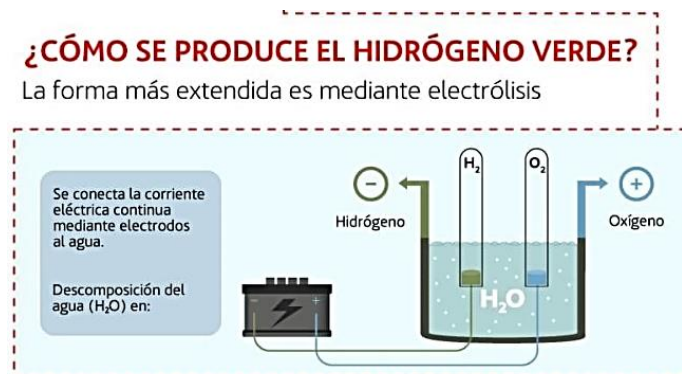 ¿CÓMO SE PRODUCE EL HIDRÓGENO VERDE?
La forma más extendida es mediante electrólisis
Se conecta la corriente
eléctrica continua
mediante electrodos
al agua.
Descomposición del
agua (H₂O) en:
−
Hidrógeno
H₂
O₂
+
Oxígeno
H₂O
− +